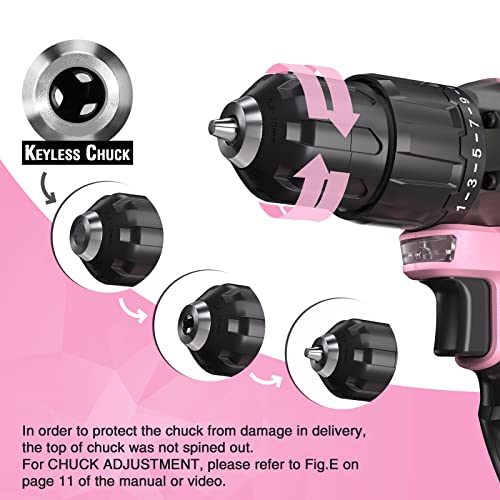 KEYLESS CHUCK
1-3-5-7-9
In order to protect the chuck from damage in delivery,
the top of chuck was not spined out.
For CHUCK ADJUSTMENT, please refer to Fig.E on
page 11 of the manual or video.